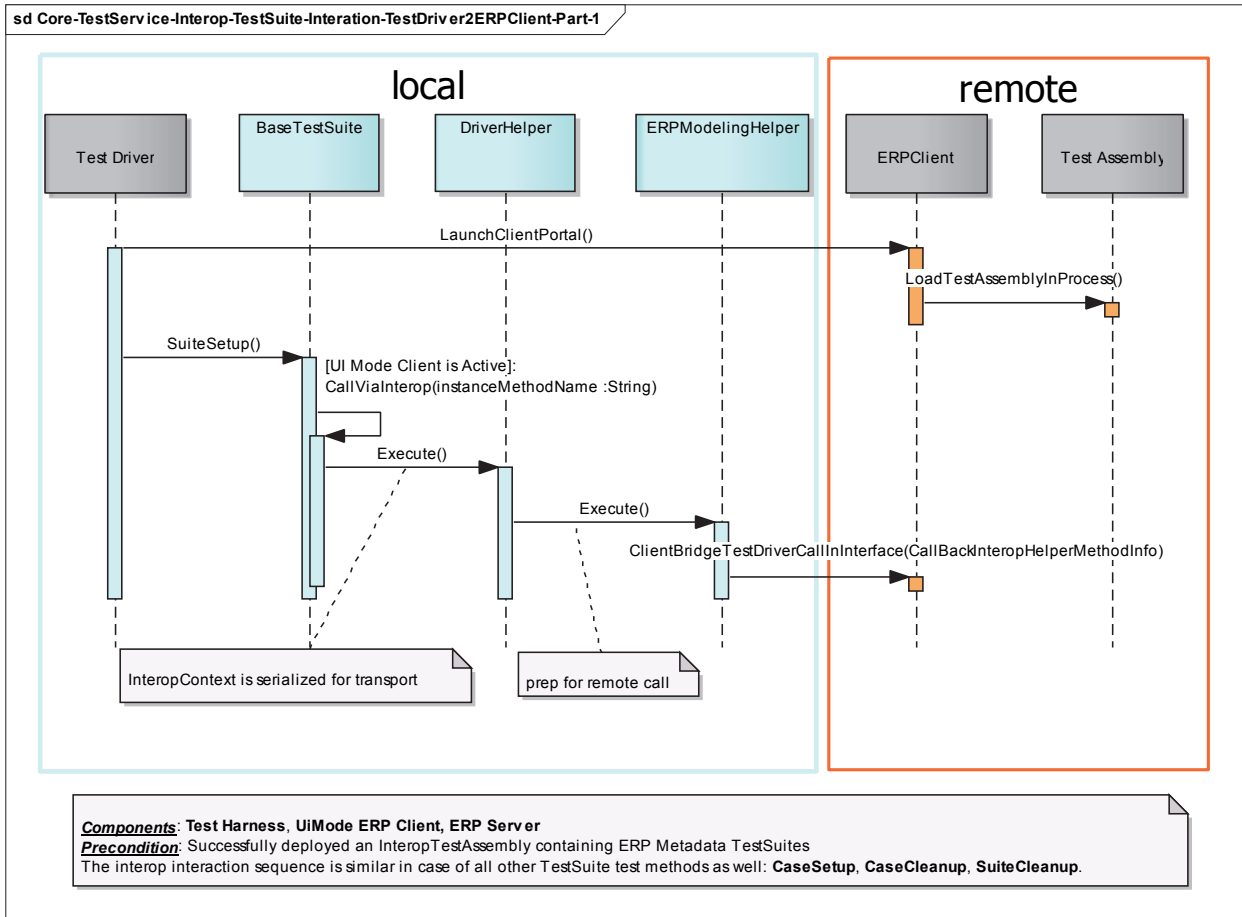 sd Core-TestService-Interop-TestSuite-Interation-TestDriver2ERPClient-Part-1
local
remote
Test Driver
BaseTestSuite
DriverHelper
ERPModelingHelper
ERPClient
Test Assembly
LaunchClientPortal()
LoadTestAssemblyInProcess()
SuiteSetup()
[UI Mode Client is Active]:
CallViaInterop(instanceMethodName :String)
Execute()
Execute()
ClientBridgeTestDriverCallInInterface(CallBackInteropHelperMethodInfo)
InteropContext is serialized for transport
prep for remote call
Components: Test Harness, UiMode ERP Client, ERP Server
Precondition: Successfully deployed an InteropTestAssembly containing ERP Metadata TestSuites
The interop interaction sequence is similar in case of all other TestSuite test methods as well: CaseSetup, CaseCleanup, SuiteCleanup.